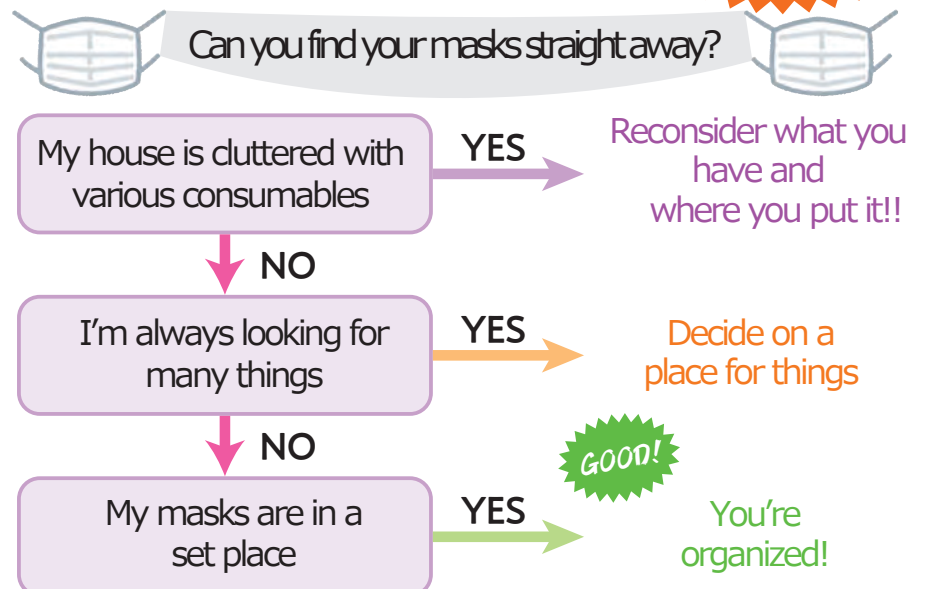 Can you find your masks straight away?
My house is cluttered with
various consumables
YES
Reconsider what you
have and
where you put it!!
NO
I'm always looking for
many things
YES
Decide on a
place for things
NO
GOOD!
My masks are in a
set place
YES
You're
organized!